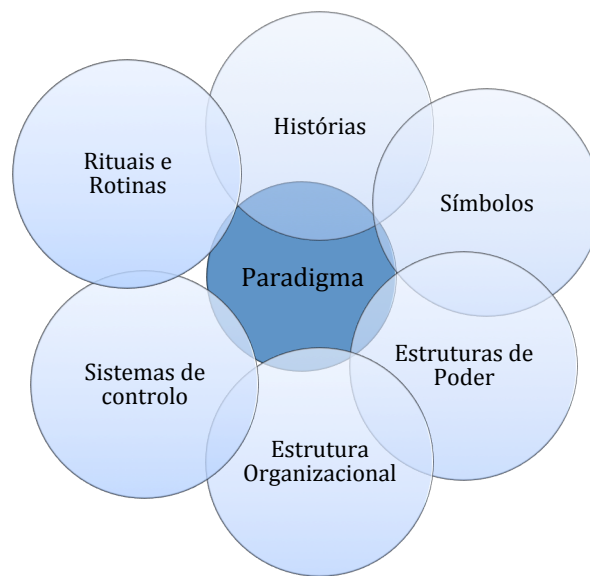 Histórias
Rituais e
Rotinas
Símbolos
Paradigma
Estruturas de
Poder
Sistemas de
controlo
Estrutura
Organizacional